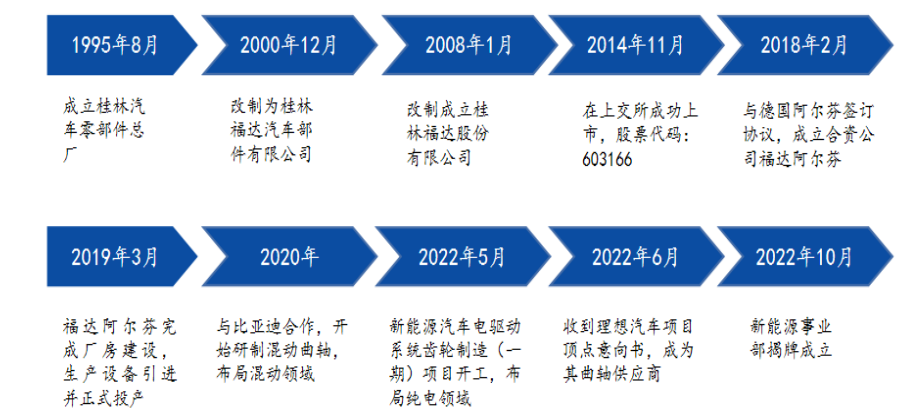 1995年8月
2000年12月
2008年1月
2014年11月
2018年2月
成立桂林汽
车零部件总
厂
改制为桂林
福达汽车部
件有限公司
改制成立桂
林福达股份
有限公司
在上交所成功上
市，股票代码：
603166
与德国阿尔芬签订
协议，成立合资公
司福达阿尔芬
2019年3月
2020年
2022年5月
2022年6月
2022年10月
福达阿尔芬完
成厂房建设，
生产设备引进
并正式投产
与比亚迪合作，开
始研制混动曲轴，
布局混动领域
新能源汽车电驱动
系统齿轮制造（一
期）项目开工，布
局纯电领域
收到理想汽车项目
顶点意向书，成为
其曲轴供应商
新能源事业
部揭牌成立